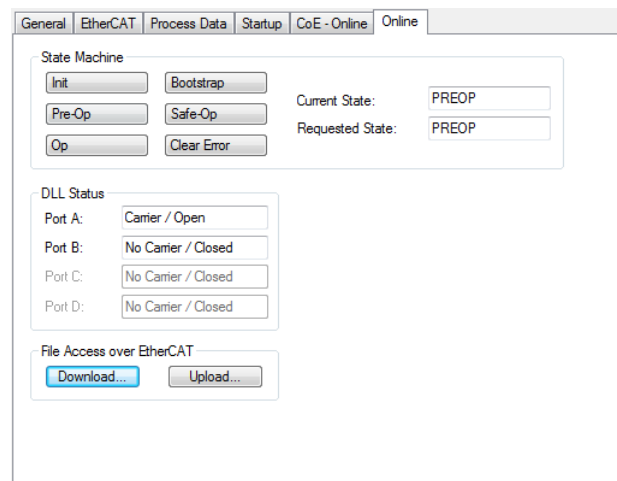 General EtherCAT Process Data Startup CoE - Online Online
State Machine
Init Bootstrap
Pre-Op Safe-Op
Op Clear Error
Current State: PREOP
Requested State: PREOP
DLL Status
Port A: Carrier / Open
Port B: No Carrier / Closed
Port C: No Carrier / Closed
Port D: No Carrier / Closed
File Access over EtherCAT
Download... Upload...